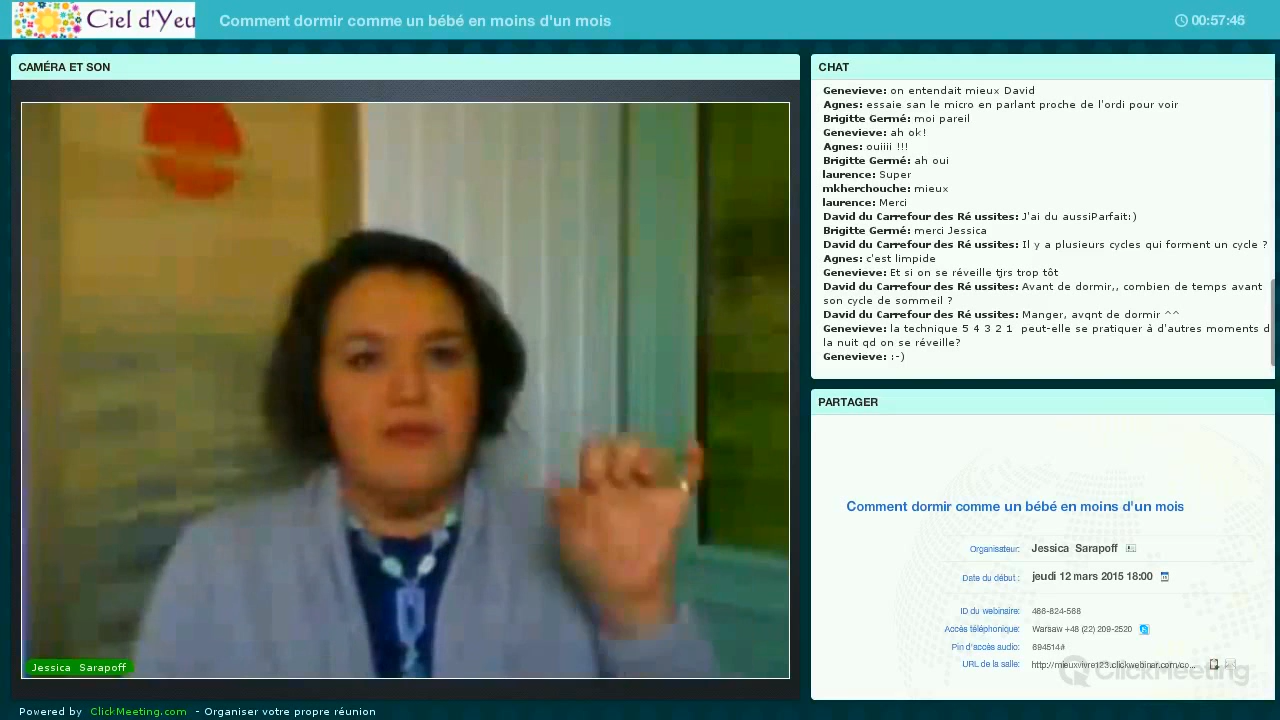 Ciel d'Yeu
Comment dormir comme un bébé en moins d'un mois
00:57:46
CAMÉRA ET SON
Jessica Sarapoff
CHAT
Genevieve: on entendait mieux David
Agnes: essaie san le micro en parlant proche de l'ordi pour voir
Brigitte Germé: moi pareil
Genevieve: ah ok!
Agnes: ouiiii !!!
Brigitte Germé: ah oui
laurence: Super
mkherchouche: mieux
laurence: Merci
David du Carrefour des Ré ussites: J'ai du aussiParfait:)
Brigitte Germé: merci Jessica
David du Carrefour des Ré ussites: Il y a plusieurs cycles qui forment un cycle ?
Agnes: c'est limpide
Genevieve: Et si on se réveille tjrs trop tôt
David du Carrefour des Ré ussites: Avant de dormir,, combien de temps avant
son cycle de sommeil ?
David du Carrefour des Ré ussites: Manger, avqnt de dormir ^^
Genevieve: la technique 5 4 3 2 1 peut-elle se pratiquer à d'autres moments d
la nuit qd on se réveille?
Genevieve: :-)
PARTAGER
Comment dormir comme un bébé en moins d'un mois
Organisateur: Jessica Sarapoff
Date du début : jeudi 12 mars 2015 18:00
ID du webinaire: 486-824-568
Accès téléphonique: Warsaw +48 (22) 209-2520
Pin d'accès audio: 894514#
URL de la salle: http://mieuxvivre123.clickwebinar.com/co...
ClickMeeting
Powered by ClickMeeting.com - Organiser votre propre réunion